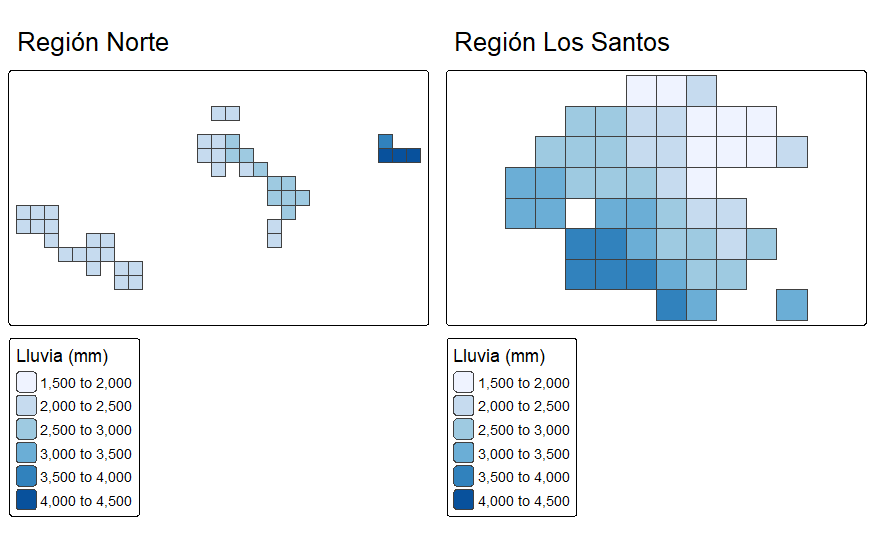 Región Norte
Región Los Santos
Lluvia (mm)
1,500 to 2,000
2,000 to 2,500
2,500 to 3,000
3,000 to 3,500
3,500 to 4,000
4,000 to 4,500
Lluvia (mm)
1,500 to 2,000
2,000 to 2,500
2,500 to 3,000
3,000 to 3,500
3,500 to 4,000
4,000 to 4,500